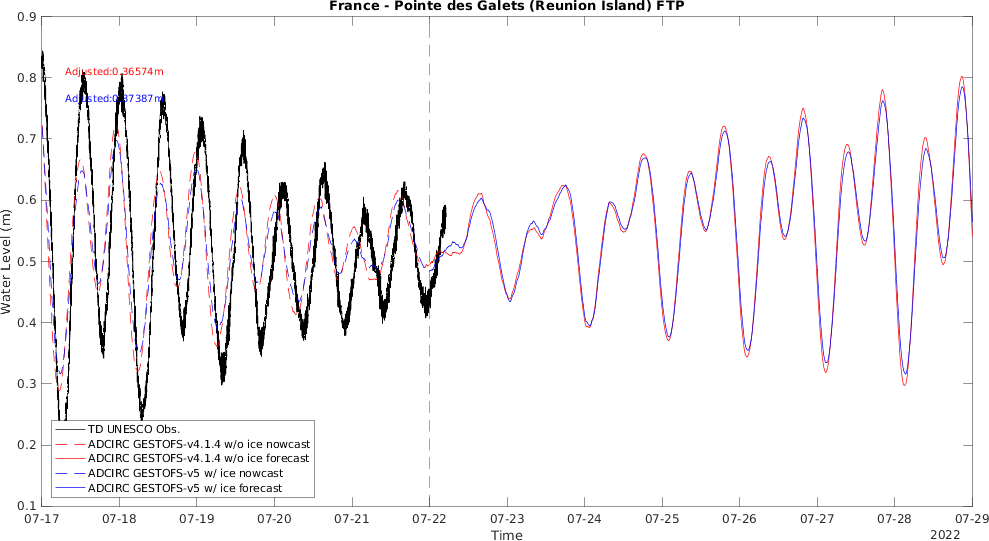 France - Pointe des Galets (Reunion Island) FTP
0.9
0.8
0.7
0.6
0.5
0.4
0.3
0.2
0.1
Water Level (m)
Adjusted:0.36574m
Adjusted:0.37387m
TD UNESCO Obs.
ADCIRC GESTOFS-v4.1.4 w/o ice nowcast
ADCIRC GESTOFS-v4.1.4 w/o ice forecast
ADCIRC GESTOFS-v5 w/ ice nowcast
ADCIRC GESTOFS-v5 w/ ice forecast
07-17 07-18 07-19 07-20 07-21 07-22 07-23 07-24 07-25 07-26 07-27 07-28 07-29
Time
2022